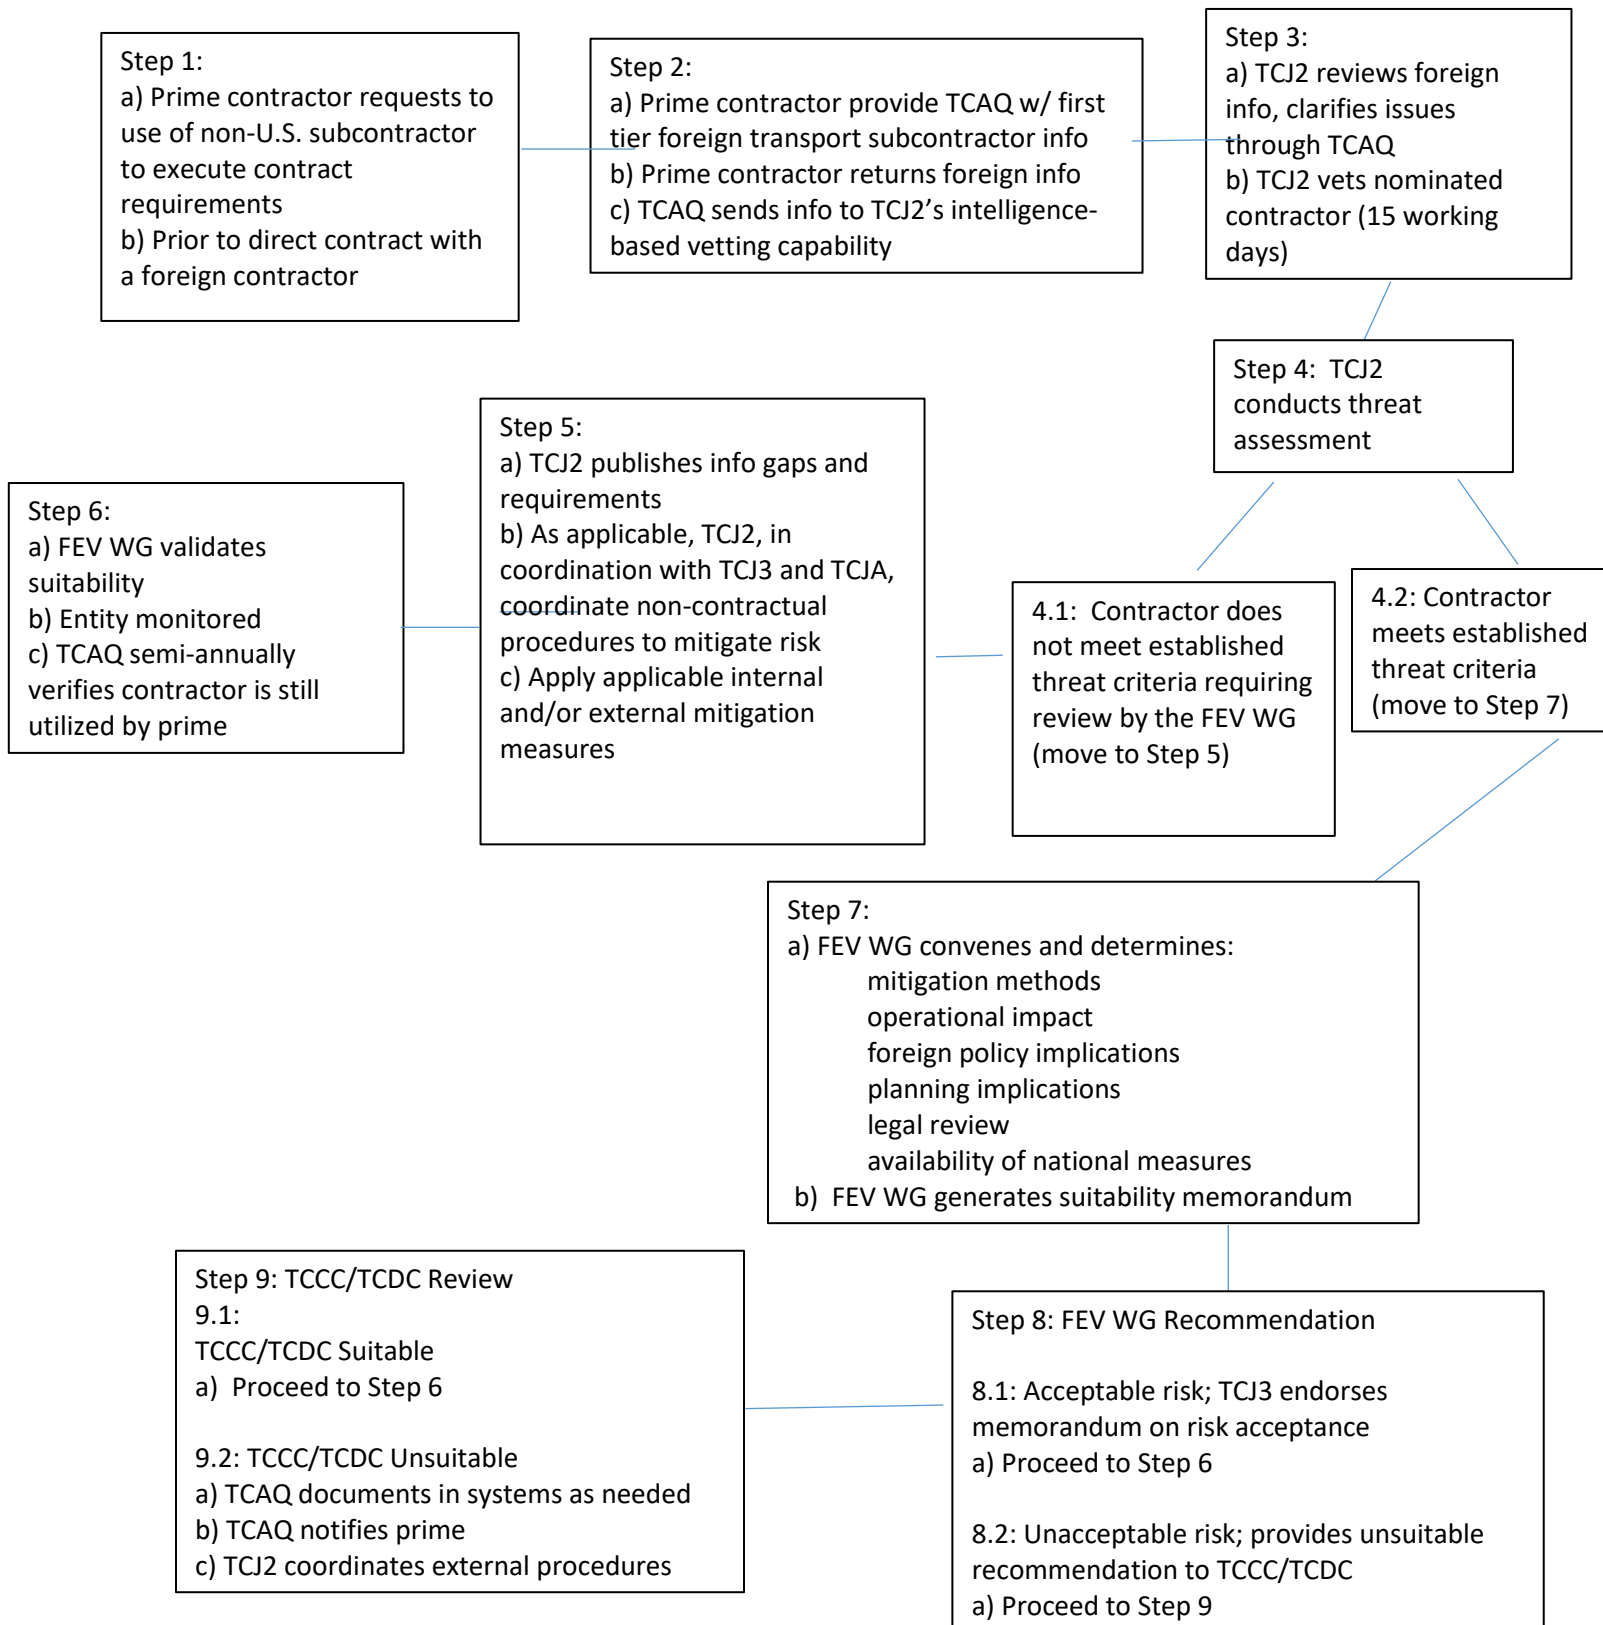 Step 1:
a) Prime contractor requests to
use of non-U.S. subcontractor
to execute contract
requirements
b) Prior to direct contract with
a foreign contractor
Step 2:
a) Prime contractor provide TCAQ w/ first
tier foreign transport subcontractor info
b) Prime contractor returns foreign info
c) TCAQ sends info to TCJ2’s intelligence-
based vetting capability
Step 3:
a) TCJ2 reviews foreign
info, clarifies issues
through TCAQ
b) TCJ2 vets nominated
contractor (15 working
days)
Step 4:  TCJ2
conducts threat
assessment
4.1:  Contractor does
not meet established
threat criteria requiring
review by the FEV WG
(move to Step 5)
4.2: Contractor
meets established
threat criteria
(move to Step 7)
Step 5:
a) TCJ2 publishes info gaps and
requirements
b) As applicable, TCJ2, in
coordination with TCJ3 and TCJA,
coordinate non-contractual
procedures to mitigate risk
c) Apply applicable internal
and/or external mitigation
measures
Step 6:
a) FEV WG validates
suitability
b) Entity monitored
c) TCAQ semi-annually
verifies contractor is still
utilized by prime
Step 7:
a) FEV WG convenes and determines:
mitigation methods
operational impact
foreign policy implications
planning implications
legal review
availability of national measures
b)  FEV WG generates suitability memorandum
Step 8: FEV WG Recommendation
8.1: Acceptable risk; TCJ3 endorses
memorandum on risk acceptance
a) Proceed to Step 6
8.2: Unacceptable risk; provides unsuitable
recommendation to TCCC/TCDC
a) Proceed to Step 9
Step 9: TCCC/TCDC Review
9.1:
TCCC/TCDC Suitable
a)  Proceed to Step 6
9.2: TCCC/TCDC Unsuitable
a) TCAQ documents in systems as needed
b) TCAQ notifies prime
c) TCJ2 coordinates external procedures